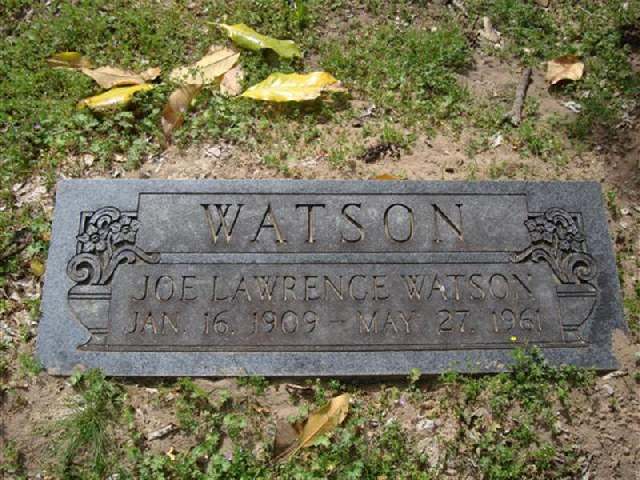 WATSON
JOE LAWRENCE WATSON
JAN. 16, 1909 – MAY 27, 1961